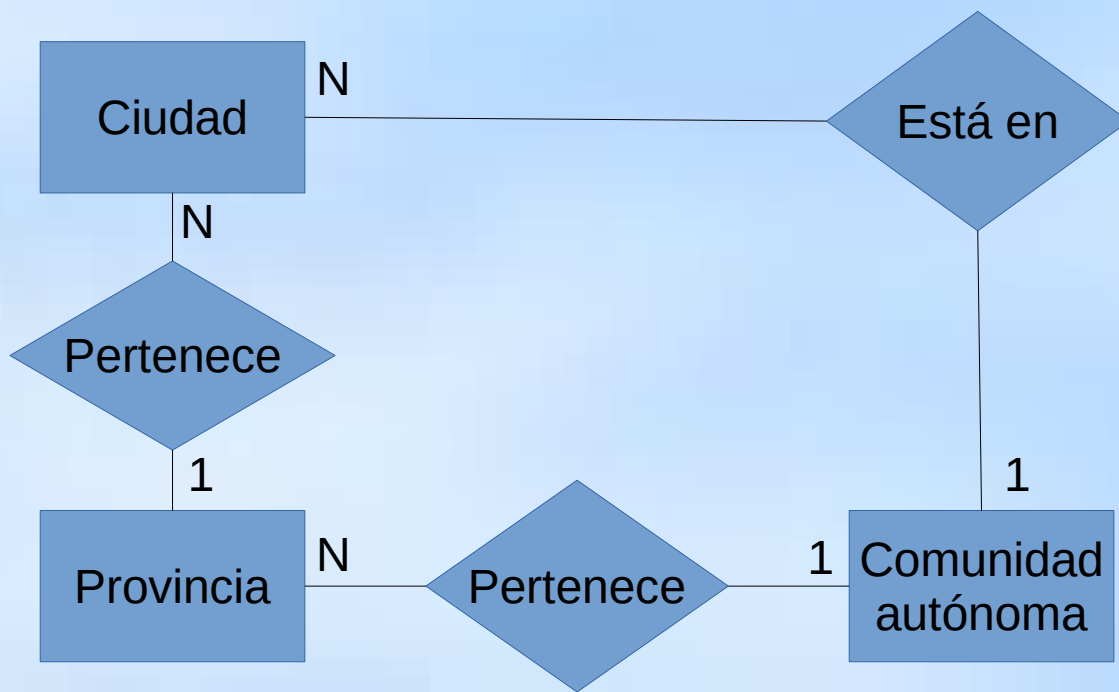 N
Ciudad
Está en
N
Pertenece
1
1
N
1
Comunidad
Provincia
Pertenece
autónoma